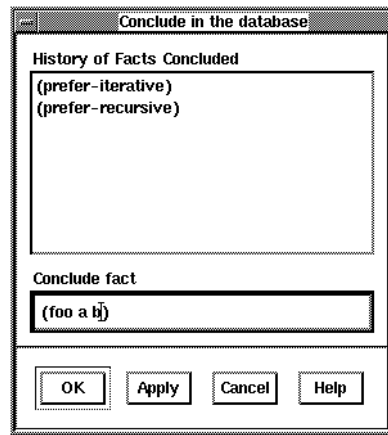 Conclude in the database
History of Facts Concluded
(prefer-iterative)
(prefer-recursive)
Conclude fact
(foo a b)
OK Apply Cancel Help